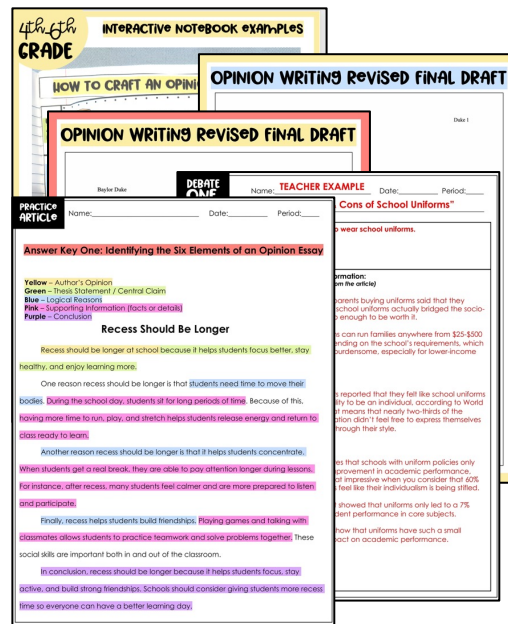 4th-6th
GRADE
INTERACTIVE NOTEBOOK EXAMPLES
HOW TO CRAFT AN OPINI
OPINION WRITING REVISED FINAL DRAFT
Duke 1
OPINION WRITING REVISED FINAL DRAFT
Baylor Duke
DEBATE
ONE
Name: TEACHER EXAMPLE Date:_____ Period:____
Cons of School Uniforms"
o wear school uniforms.
ormation:
om the article)
parents buying uniforms said that they
school uniforms actually bridged the socio-
p enough to be worth it.
s can run families anywhere from $25-$500
ending on the school's requirements, which
burdensome, especially for lower-income
s reported that they felt like school uniforms
lity to be an individual, according to World
at means that nearly two-thirds of the
ation didn't feel free to express themselves
through their style.
es that schools with uniform policies only
provement in academic performance,
at impressive when you consider that 60%
s feel like their individualism is being stifled.
t showed that uniforms only led to a 7%
dent performance in core subjects.
how that uniforms have such a small
act on academic performance.
PRACTICE
ARTICLE
Name:____________________ Date:________ Period:____
Answer Key One: Identifying the Six Elements of an Opinion Essay
Yellow – Author's Opinion
Green – Thesis Statement / Central Claim
Blue – Logical Reasons
Pink – Supporting Information (facts or details)
Purple – Conclusion
Recess Should Be Longer
Recess should be longer at school because it helps students focus better, stay
healthy, and enjoy learning more.
One reason recess should be longer is that students need time to move their
bodies. During the school day, students sit for long periods of time. Because of this,
having more time to run, play, and stretch helps students release energy and return to
class ready to learn.
Another reason recess should be longer is that it helps students concentrate.
When students get a real break, they are able to pay attention longer during lessons.
For instance, after recess, many students feel calmer and are more prepared to listen
and participate.
Finally, recess helps students build friendships. Playing games and talking with
classmates allows students to practice teamwork and solve problems together. These
social skills are important both in and out of the classroom.
In conclusion, recess should be longer because it helps students focus, stay
active, and build strong friendships. Schools should consider giving students more recess
time so everyone can have a better learning day.